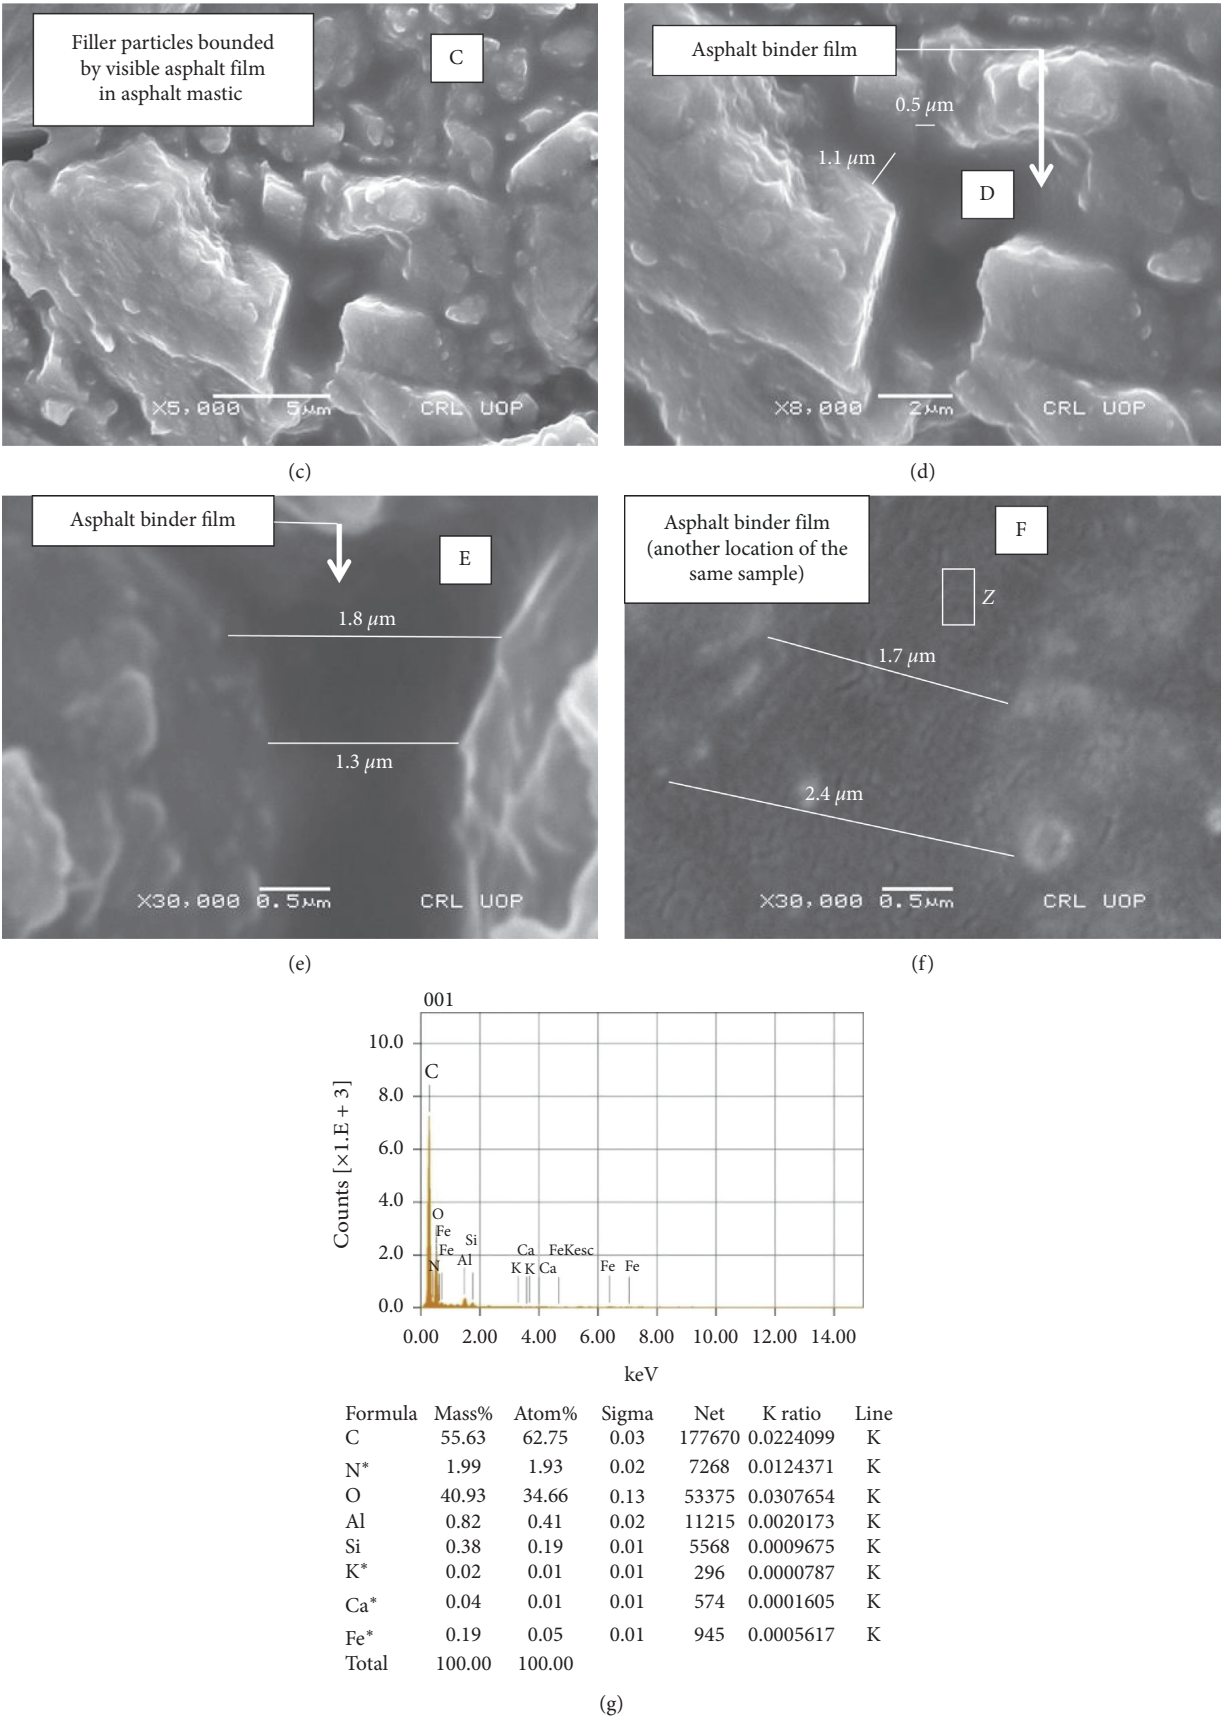 Filler particles bounded
by visible asphalt film
in asphalt mastic
C
X5,000 5μm CRL UOP
(c)
Asphalt binder film
0.5 μm
1.1 μm
D
X8,000 2μm CRL UOP
(d)
Asphalt binder film
E
1.8 μm
1.3 μm
X30,000 0.5μm CRL UOP
(e)
Asphalt binder film
(another location of the
same sample)
F
Z
1.7 μm
2.4 μm
X30,000 0.5μm CRL UOP
(f)
001
Counts [×1.E + 3]
10.0
8.0
6.0
4.0
2.0
0.0
C
O
Fe
Fe
N
Al
Si
Ca
FeKesc
K K Ca
Fe Fe
0.00 2.00 4.00 6.00 8.00 10.00 12.00 14.00
keV
Formula Mass% Atom% Sigma Net K ratio Line
C 55.63 62.75 0.03 177670 0.0224099 K
N* 1.99 1.93 0.02 7268 0.0124371 K
O 40.93 34.66 0.13 53375 0.0307654 K
Al 0.82 0.41 0.02 11215 0.0020173 K
Si 0.38 0.19 0.01 5568 0.0009675 K
K* 0.02 0.01 0.01 296 0.0000787 K
Ca* 0.04 0.01 0.01 574 0.0001605 K
Fe* 0.19 0.05 0.01 945 0.0005617 K
Total 100.00 100.00
(g)